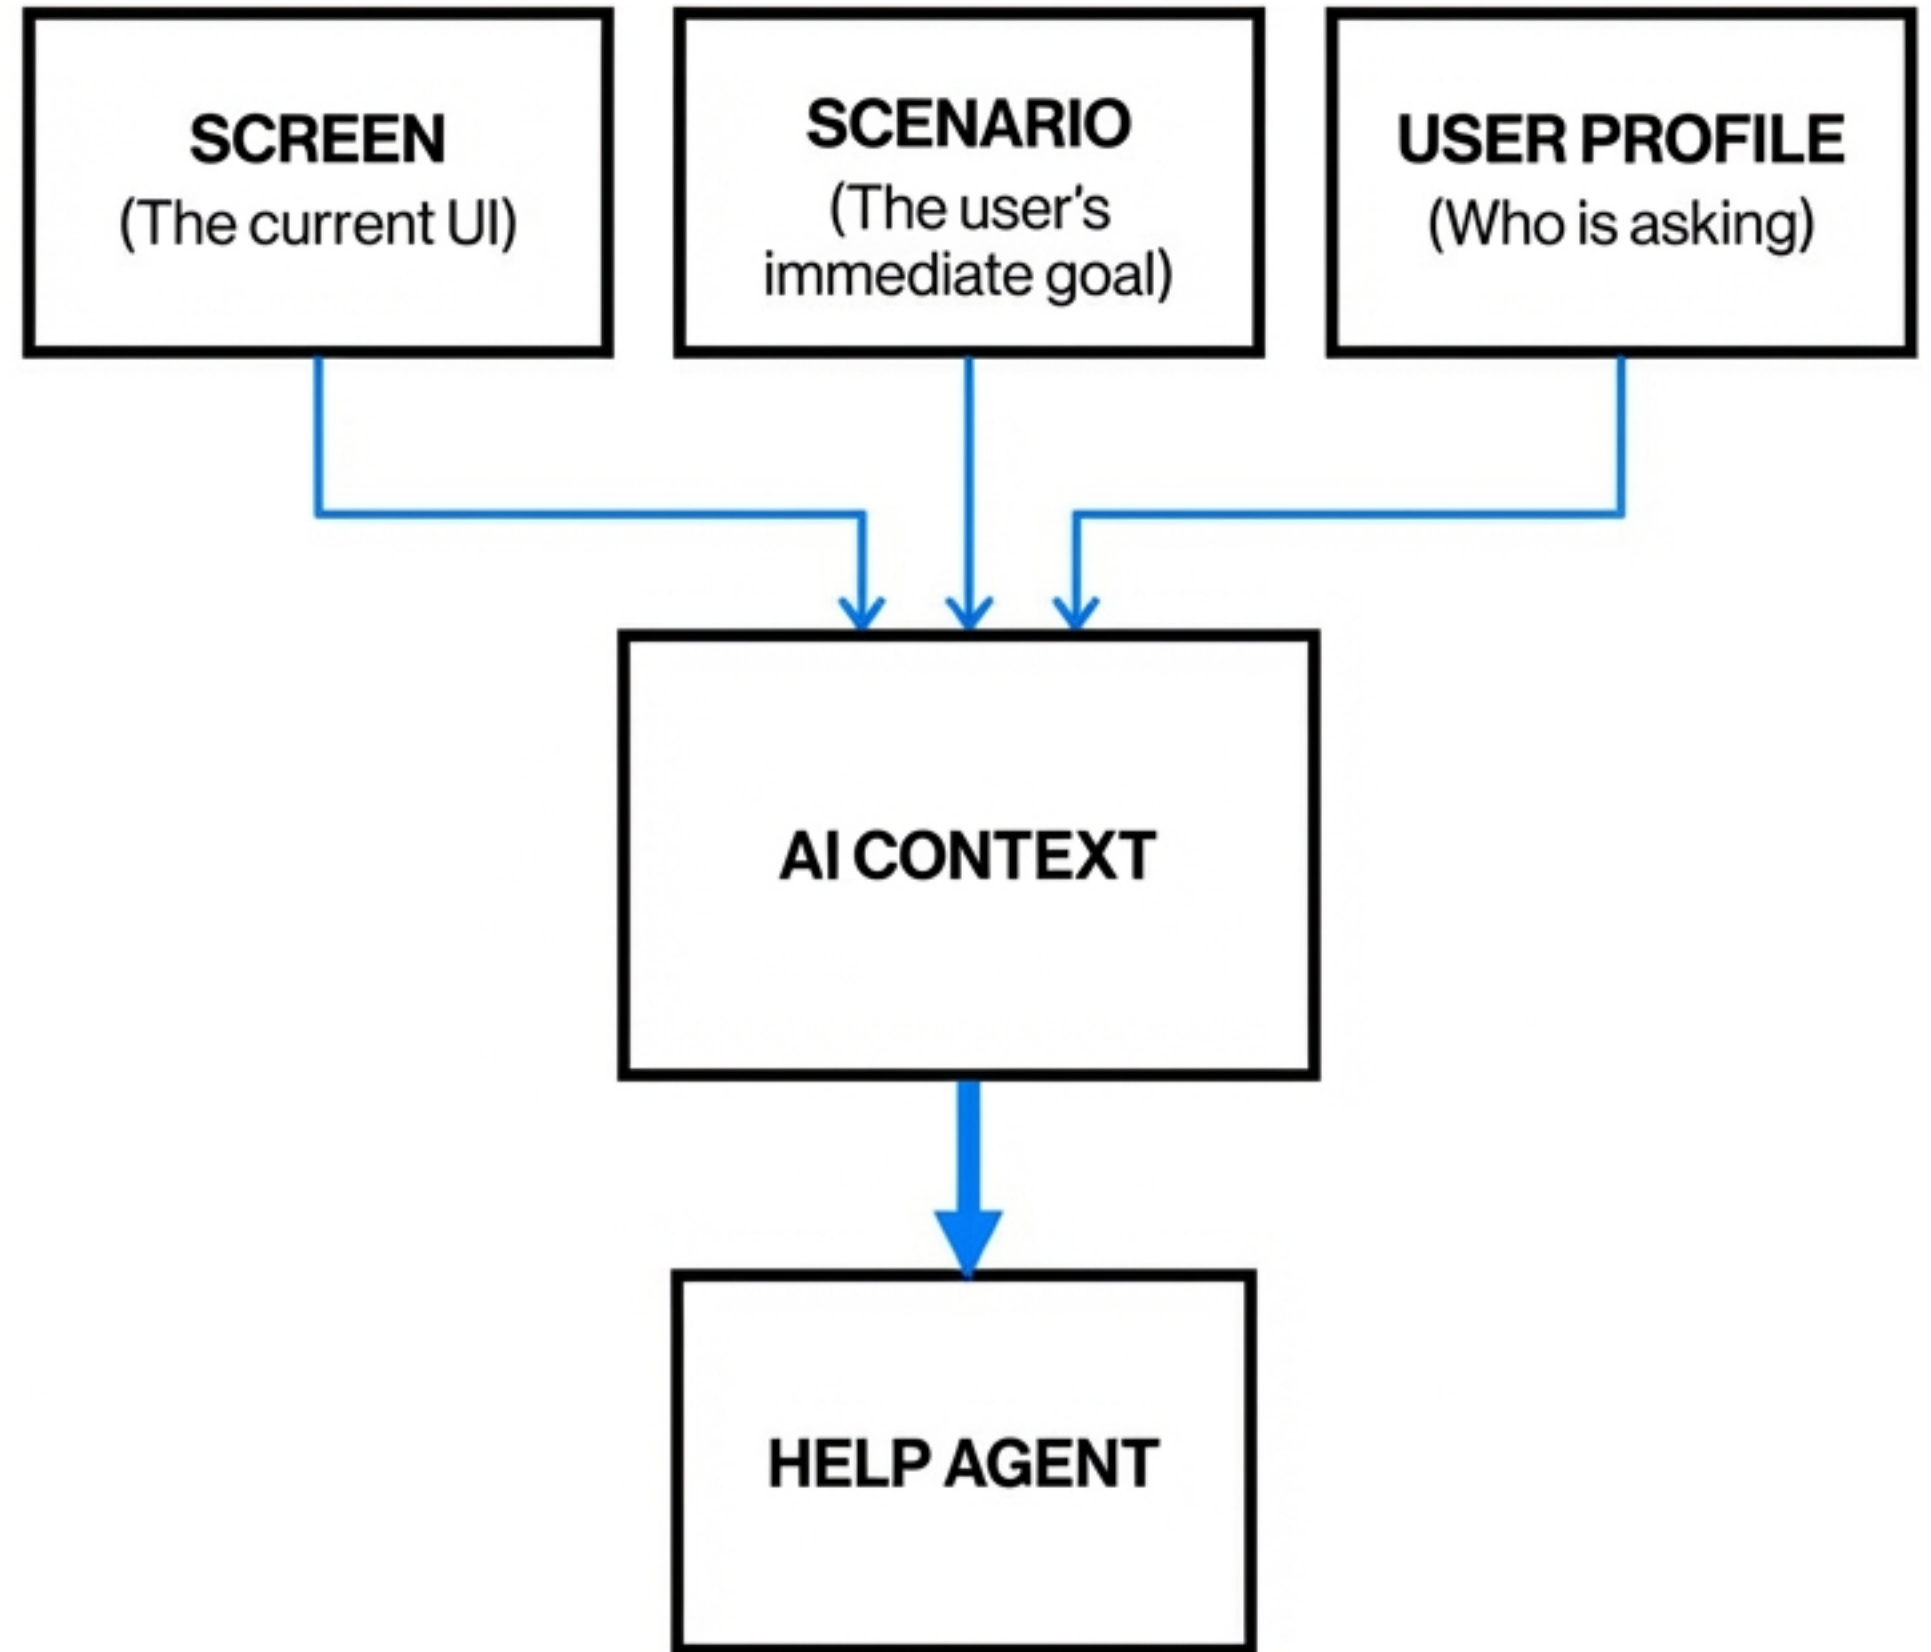 SCREEN
(The current UI)
SCENARIO
(The user's
immediate goal)
USER PROFILE
(Who is asking)
AI CONTEXT
HELP AGENT